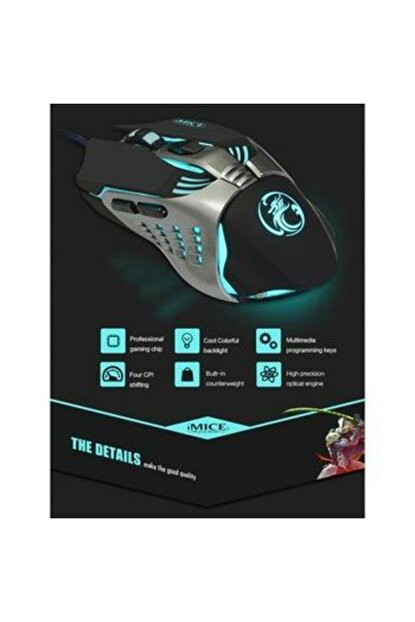 iMICE
Professional
gaming chip
Cool Colorful
backlight
Multimedia
programming keys
Four CPI
shifting
Built-in
counterweight
High precision
optical engine
iMICE
THE DETAILS
make the good quality